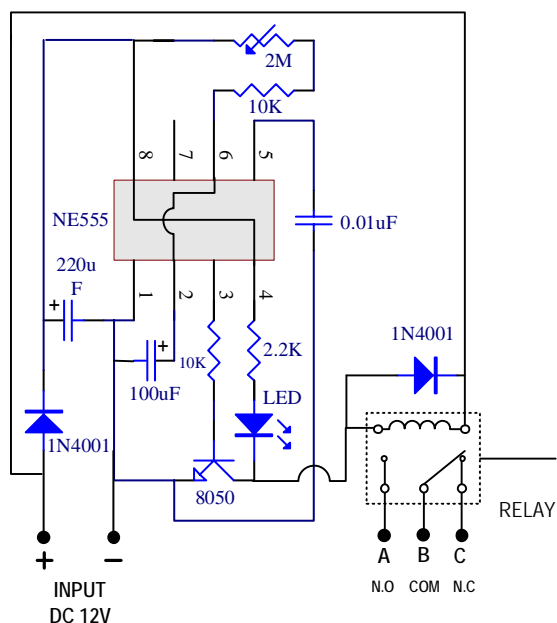 2M
10K
8 7 6 5
NE555
0.01uF
220u
F
+
1 2 3 4
+
10K
2.2K
1N4001
100uF
LED
1N4001
8050
RELAY
+ −
A B C
INPUT
DC 12V
N.O COM N.C